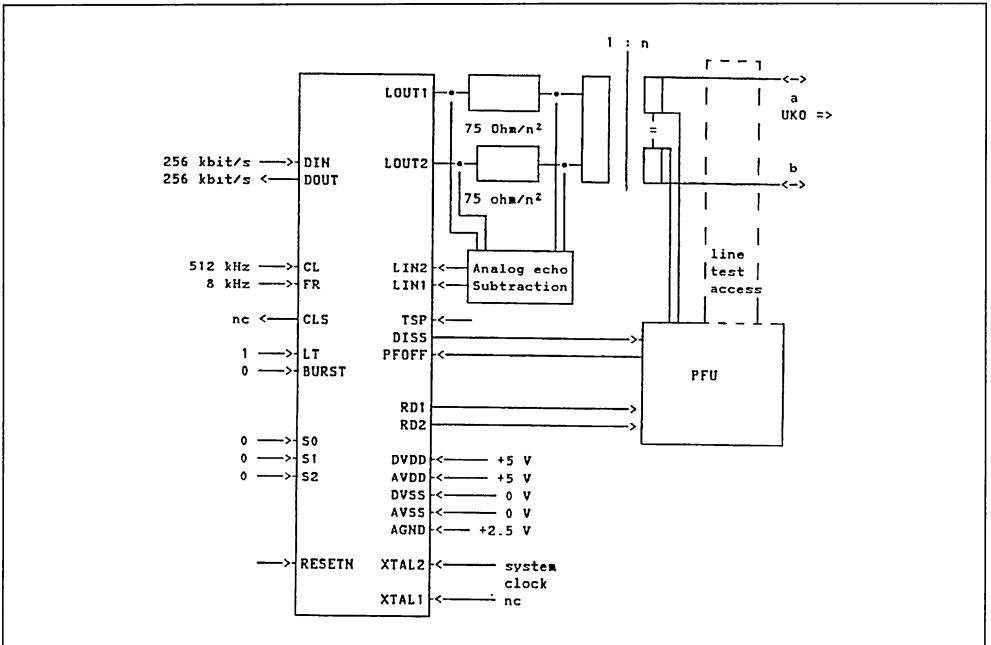 1 : n
LOUT1
75 Ohm/n²
a
UKO =>
<->
256 kbit/s —>
DIN
256 kbit/s <—
DOUT
LOUT2
75 ohm/n²
=
b
<->
512 kHz —>
CL
8 kHz —>
FR
LIN2
LIN1
Analog echo
Subtraction
line
test
access
nc <—
CLS
TSP
DISS
PFOFF
1 —>
LT
0 —>
BURST
PFU
RD1
RD2
0 —>
S0
0 —>
S1
0 —>
S2
DVDD
+5 V
AVDD
+5 V
DVSS
0 V
AVSS
0 V
AGND
+2.5 V
RESETN
XTAL2
system
clock
XTAL1
nc